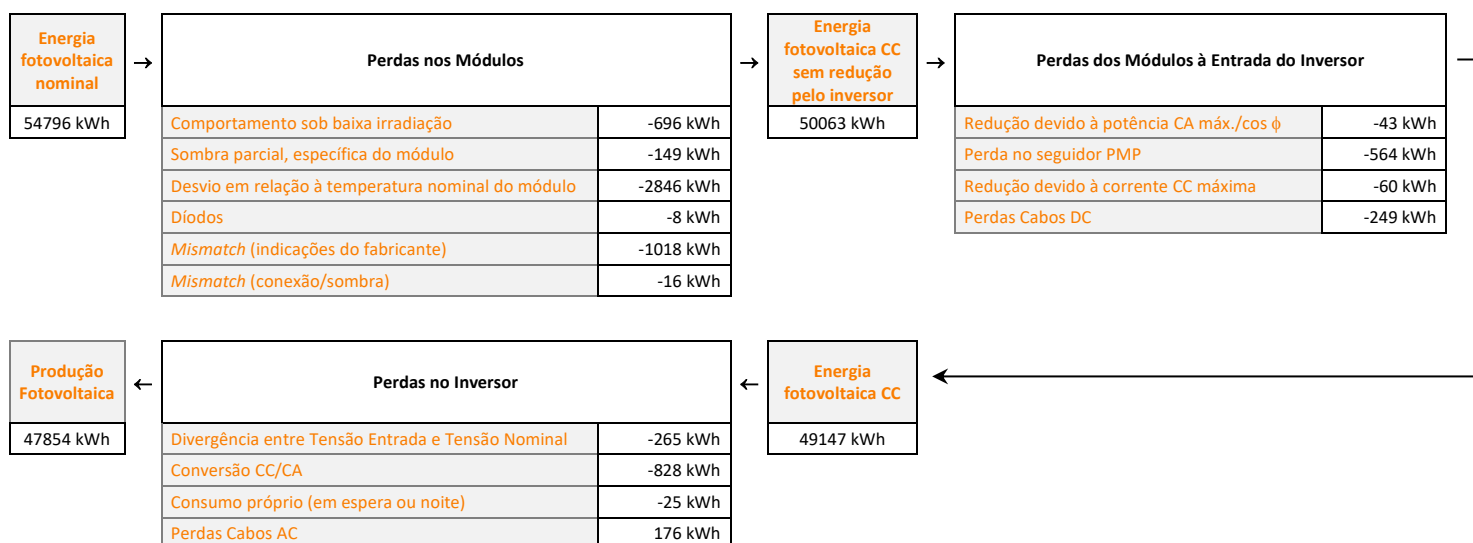 Energia
fotovoltaica
nominal
→
Perdas nos Módulos
→
Energia
fotovoltaica CC
sem redução
pelo inversor
→
Perdas dos Módulos à Entrada do Inversor
54796 kWh
Comportamento sob baixa irradiação -696 kWh
Sombra parcial, específica do módulo -149 kWh
Desvio em relação à temperatura nominal do módulo -2846 kWh
Díodos -8 kWh
Mismatch (indicações do fabricante) -1018 kWh
Mismatch (conexão/sombra) -16 kWh
50063 kWh
Redução devido à potência CA máx./cos ϕ -43 kWh
Perda no seguidor PMP -564 kWh
Redução devido à corrente CC máxima -60 kWh
Perdas Cabos DC -249 kWh
Produção
Fotovoltaica
←
Perdas no Inversor
←
Energia
fotovoltaica CC
47854 kWh
Divergência entre Tensão Entrada e Tensão Nominal -265 kWh
Conversão CC/CA -828 kWh
Consumo próprio (em espera ou noite) -25 kWh
Perdas Cabos AC 176 kWh
49147 kWh